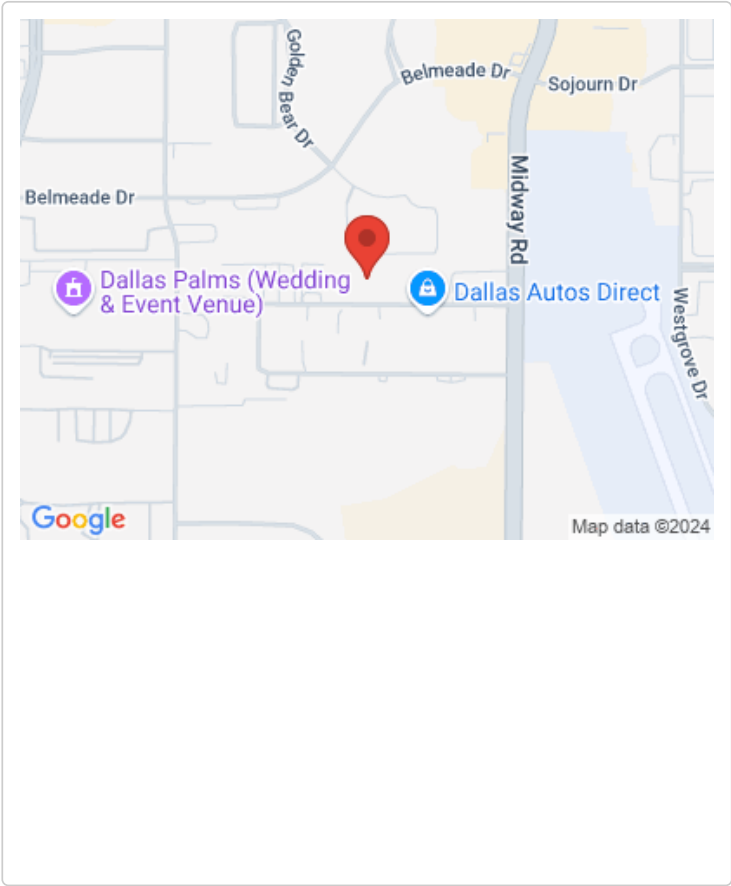 Golden Bear Dr
Belmeade Dr
Sojourn Dr
Midway Rd
Belmeade Dr
Dallas Palms (Wedding
& Event Venue)
Dallas Autos Direct
Westgrove Dr
Google
Map data ©2024